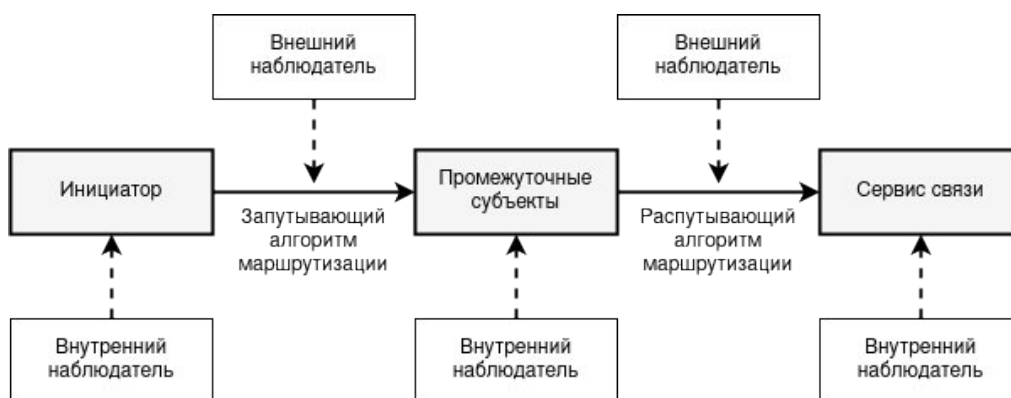 Внешний
наблюдатель
Внешний
наблюдатель
Инициатор
Промежуточные
субъекты
Сервис связи
Запутывающий
алгоритм
маршрутизации
Распутывающий
алгоритм
маршрутизации
Внутренний
наблюдатель
Внутренний
наблюдатель
Внутренний
наблюдатель